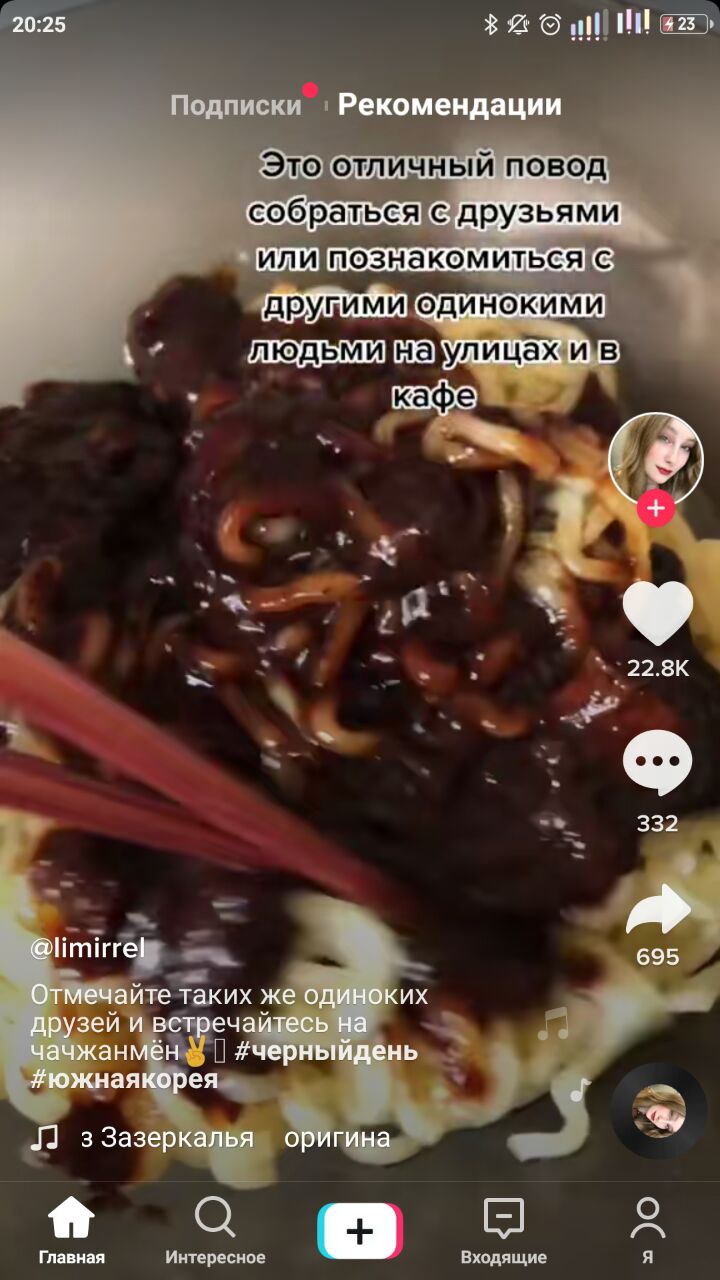 20:25
23
Подписки
Рекомендации
Это отличный повод
собраться с друзьями
или познакомиться с
другими одинокими
людьми на улицах и в
кафе
22.8K
332
695
@limirrel
Отмечайте таких же одиноких
друзей и встречайтесь на
чачжанмён✌ #черныйдень
#южнаякорея
з Зазеркалья оригина
Главная
Интересное
Входящие
Я